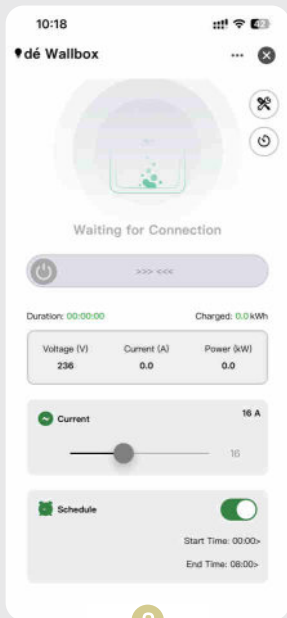 10:18
dé Wallbox
Waiting for Connection
>>> <<<
Duration: 00:00:00 Charged: 0.0 kWh
Voltage (V) Current (A) Power (kW)
236 0.0 0.0
Current 16 A
16
Schedule
Start Time: 00:00>
End Time: 08:00>